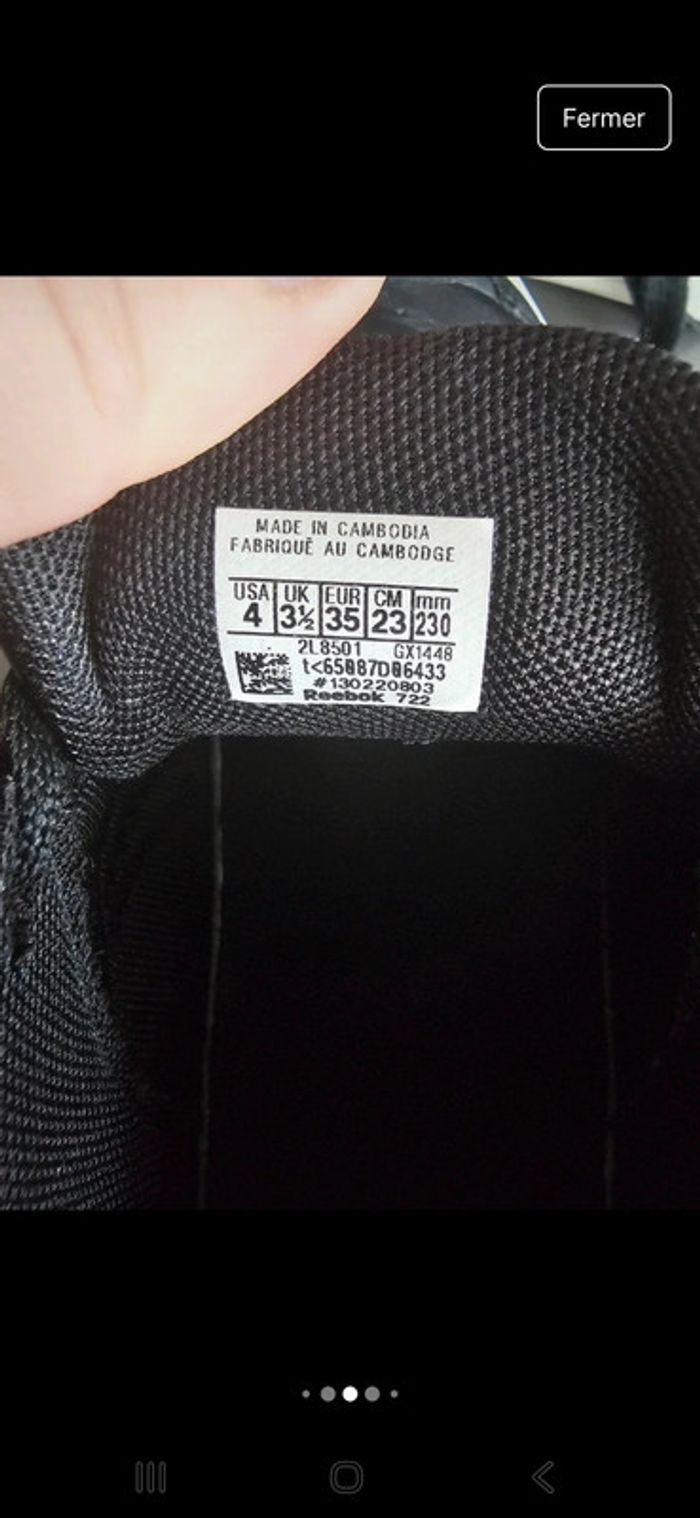 Fermer
MADE IN CAMBODIA
FABRIQUÉ AU CAMBODGE
USA UK EUR CM mm
4 3½ 35 23 230
2L8501 GX1448
t<65087D06433
#130220803
Reebok 722